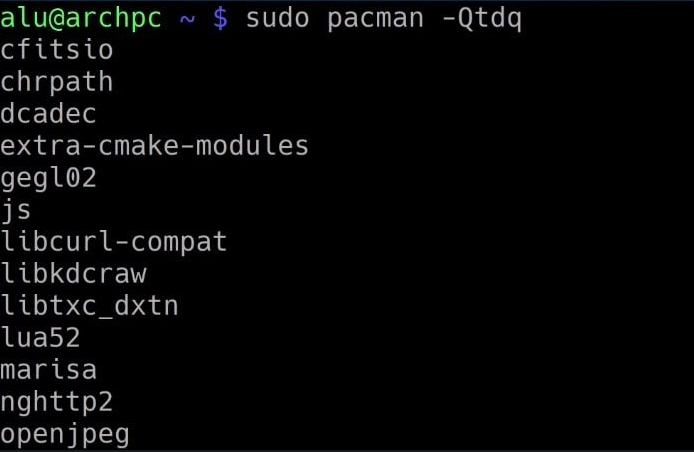 alu@archpc ~ $ sudo pacman -Qtdq
cfitsio
chrpath
dcadec
extra-cmake-modules
gegl02
js
libcurl-compat
libkdcraw
libtxc_dxtn
lua52
marisa
nghttp2
openjpeg